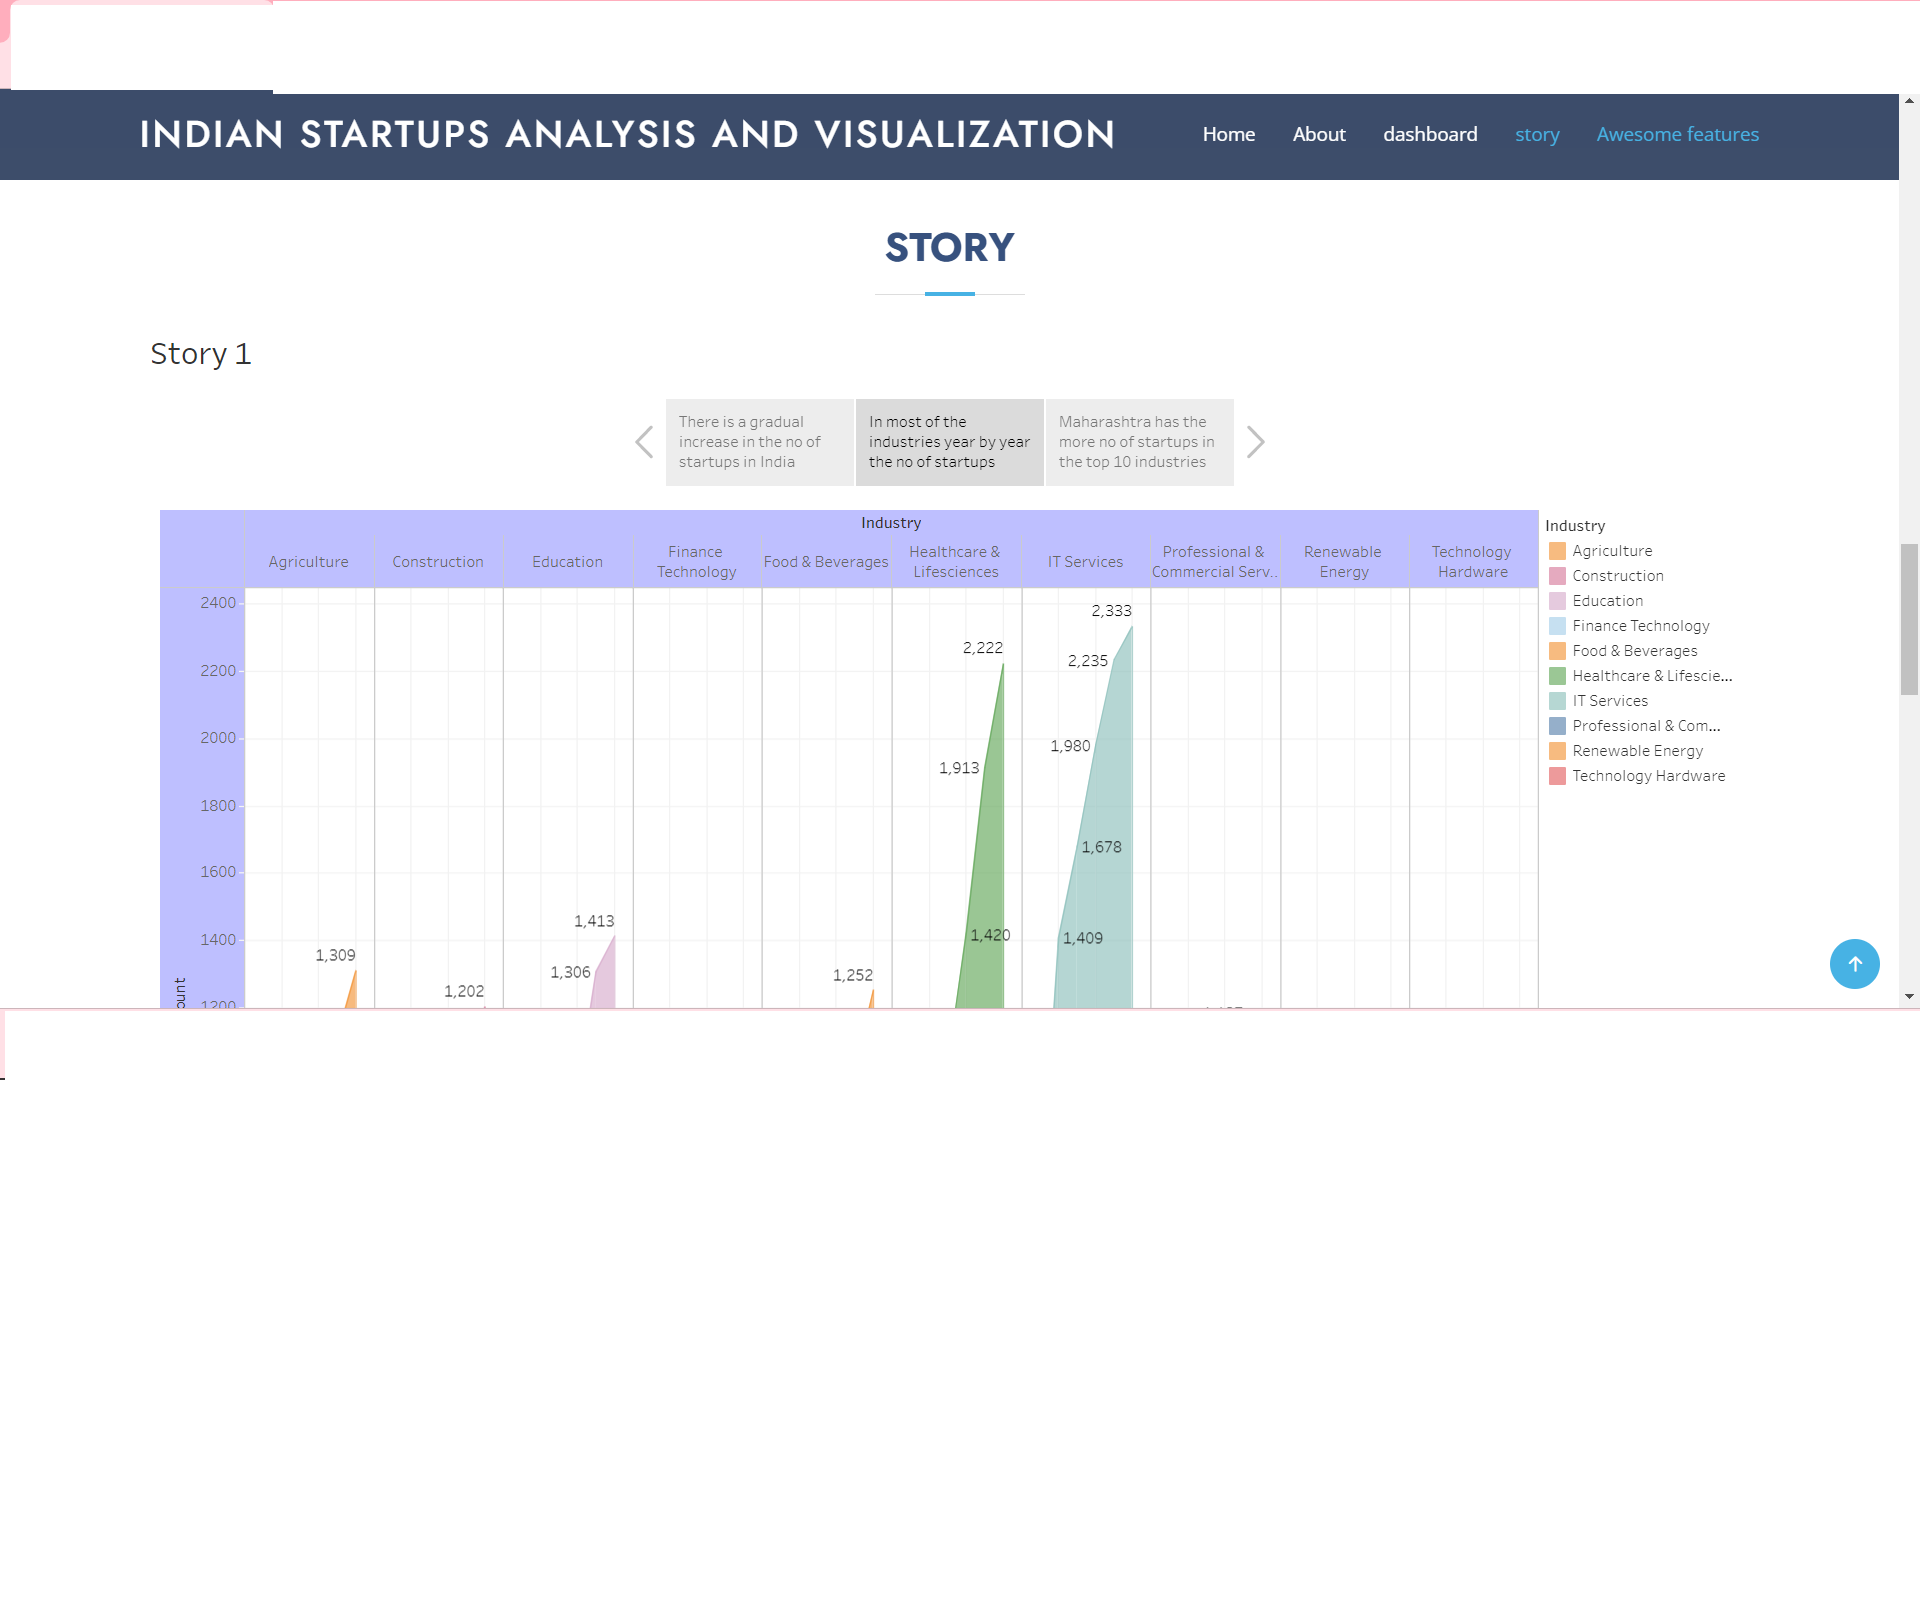 INDIAN STARTUPS ANALYSIS AND VISUALIZATION
Home About dashboard story Awesome features
STORY
Story 1
There is a gradual
increase in the no of
startups in India
In most of the
industries year by year
the no of startups
Maharashtra has the
more no of startups in
the top 10 industries
Industry
Agriculture
Construction
Education
Finance
Technology
Food & Beverages
Healthcare &
Lifesciences
IT Services
Professional &
Commercial Serv..
Renewable
Energy
Technology
Hardware
2400
2200
2000
1800
1600
1400
1200
1,309
1,202
1,413
1,306
1,252
2,222
1,913
1,420
2,333
2,235
1,980
1,678
1,409
Industry
Agriculture
Construction
Education
Finance Technology
Food & Beverages
Healthcare & Lifescie...
IT Services
Professional & Com...
Renewable Energy
Technology Hardware